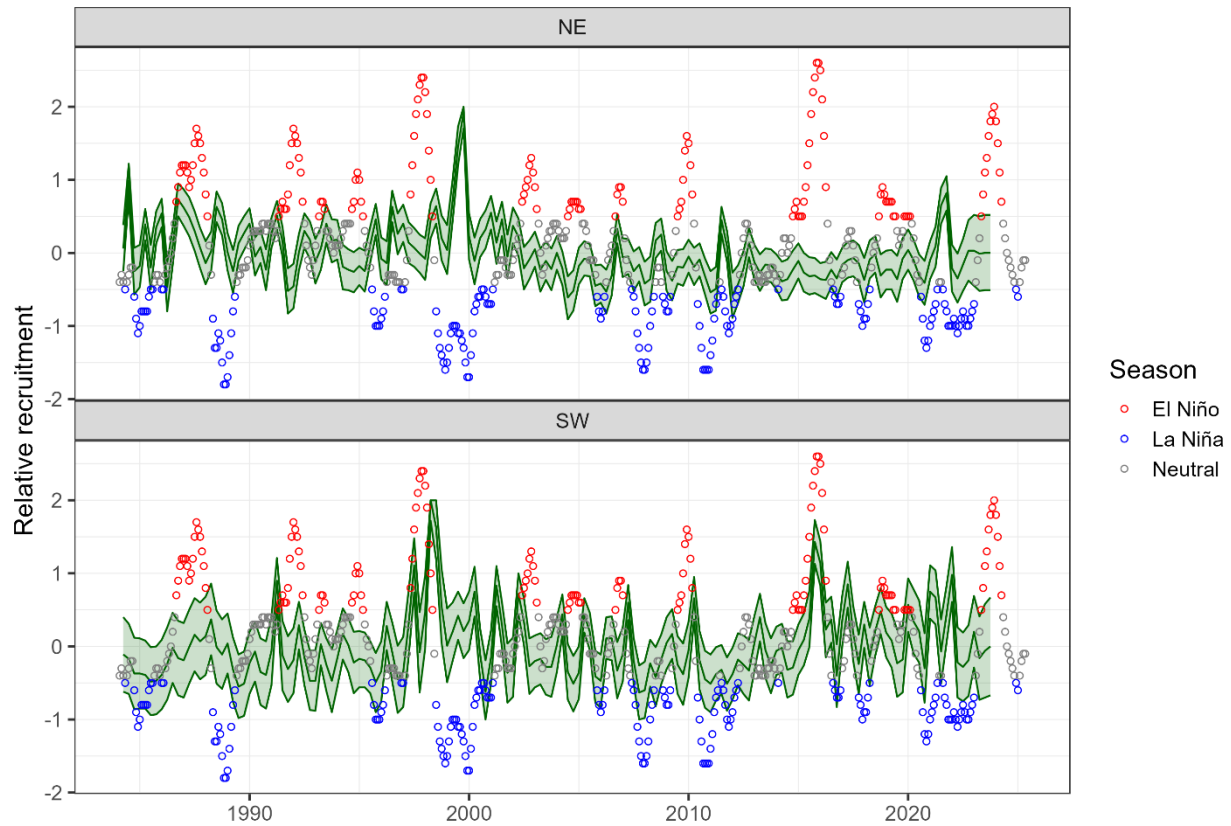 NE
2
1
0
-1
-2
SW
2
1
0
-1
-2
1990 2000 2010 2020
Relative recruitment
Season
El Niño
La Niña
Neutral